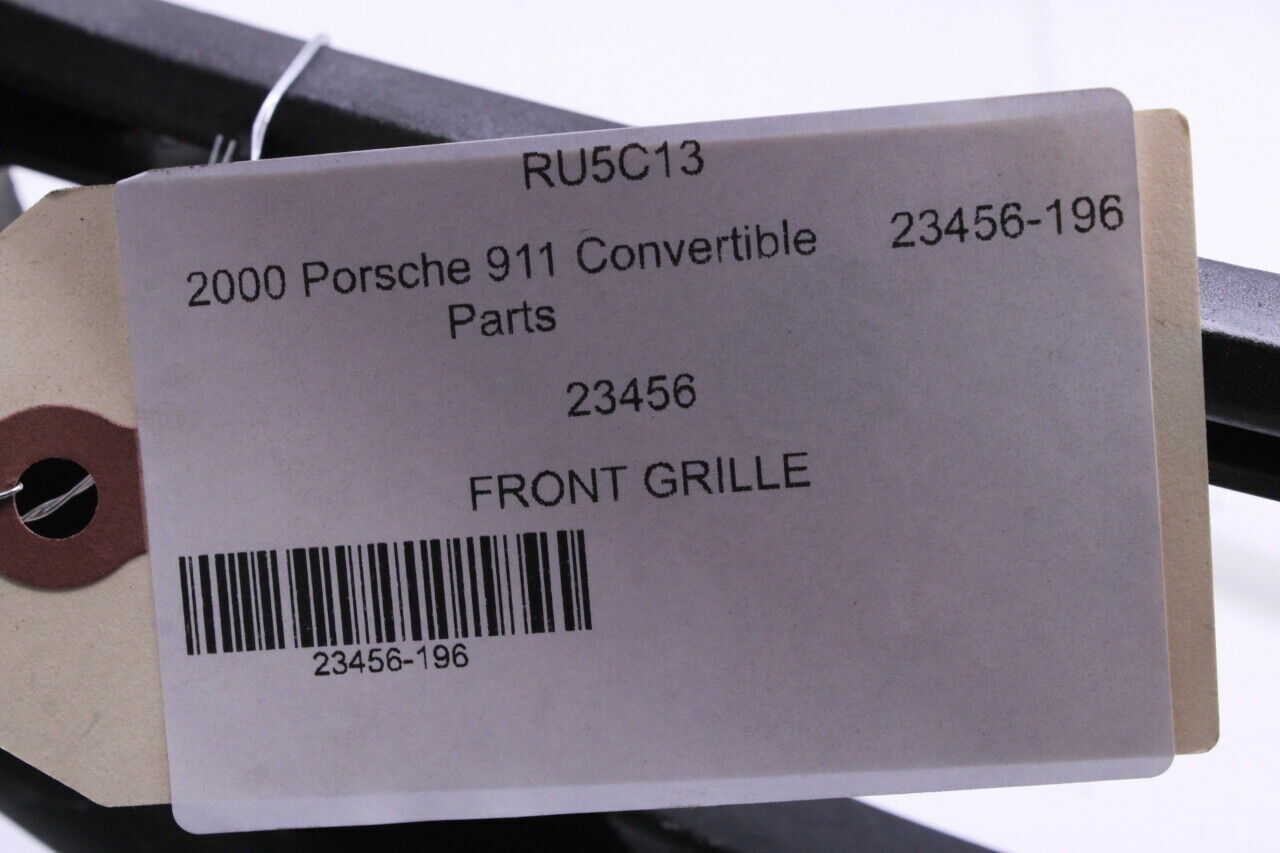 RU5C13
2000 Porsche 911 Convertible 23456-196
Parts
23456
FRONT GRILLE
23456-196